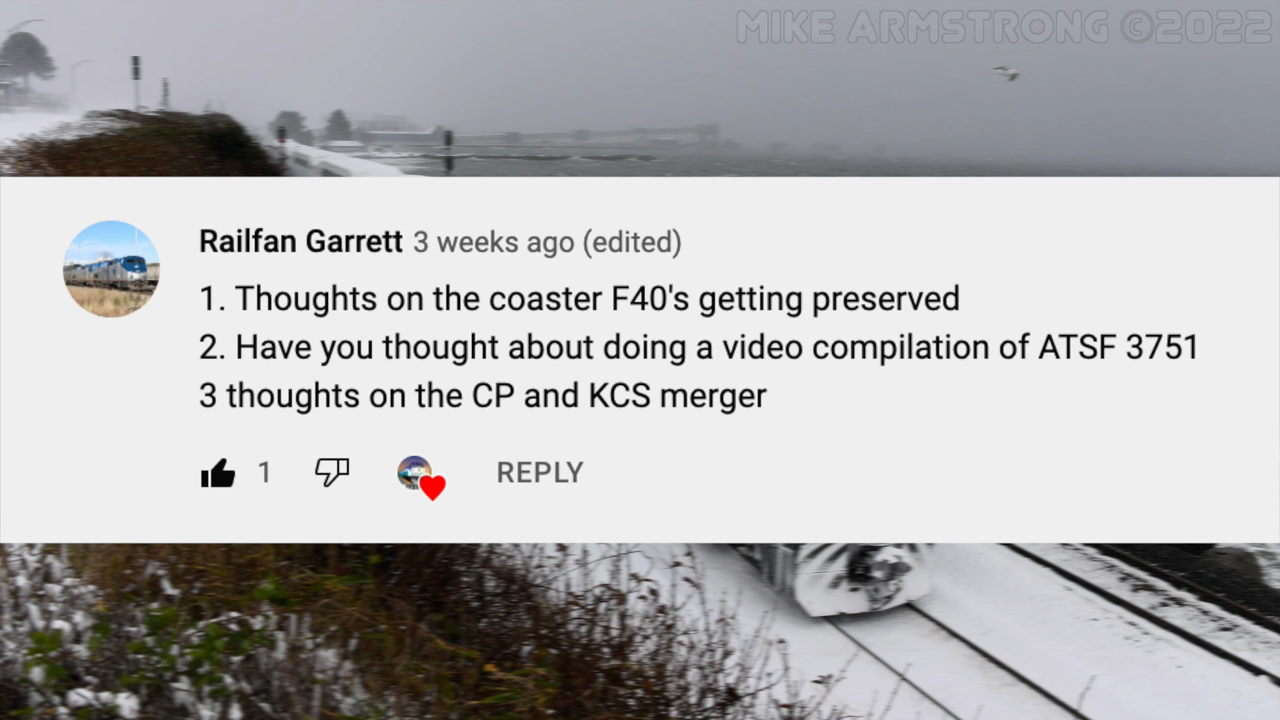 MIKE ARMSTRONG ©2022
Railfan Garrett 3 weeks ago (edited)
1. Thoughts on the coaster F40's getting preserved
2. Have you thought about doing a video compilation of ATSF 3751
3 thoughts on the CP and KCS merger
1 REPLY